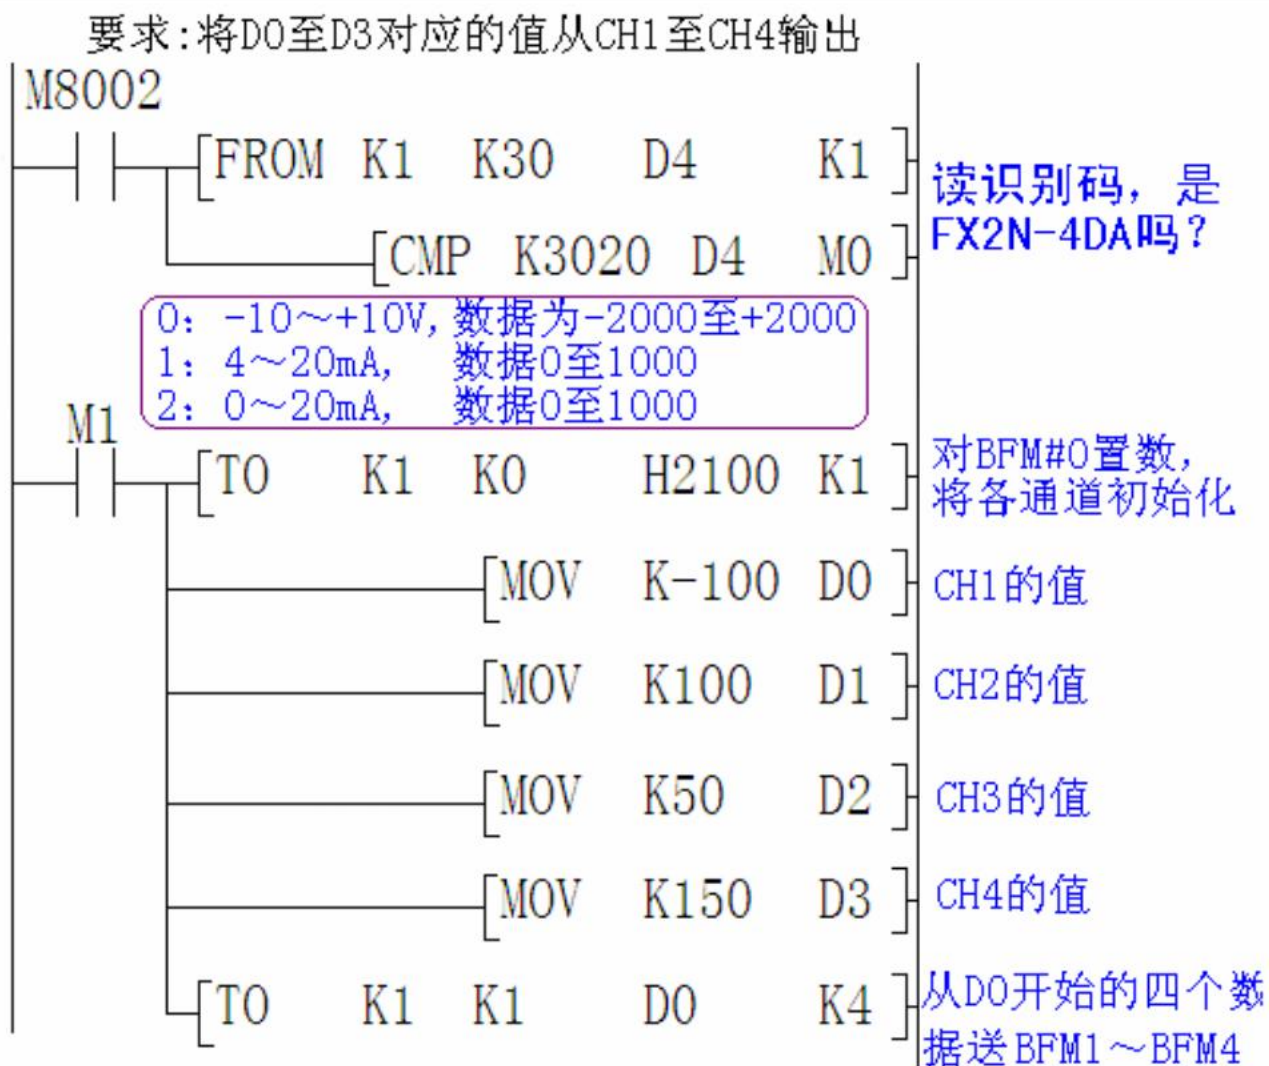 要求:将D0至D3对应的值从CH1至CH4输出
M8002
FROM K1 K30 D4 K1
读识别码，是
FX2N-4DA吗？
CMP K3020 D4 M0
0：-10～+10V,数据为-2000至+2000
1：4～20mA, 数据0至1000
2：0～20mA, 数据0至1000
M1
TO K1 K0 H2100 K1
对BFM#0置数，
将各通道初始化
MOV K-100 D0
CH1的值
MOV K100 D1
CH2的值
MOV K50 D2
CH3的值
MOV K150 D3
CH4的值
TO K1 K1 D0 K4
从D0开始的四个数
据送BFM1～BFM4